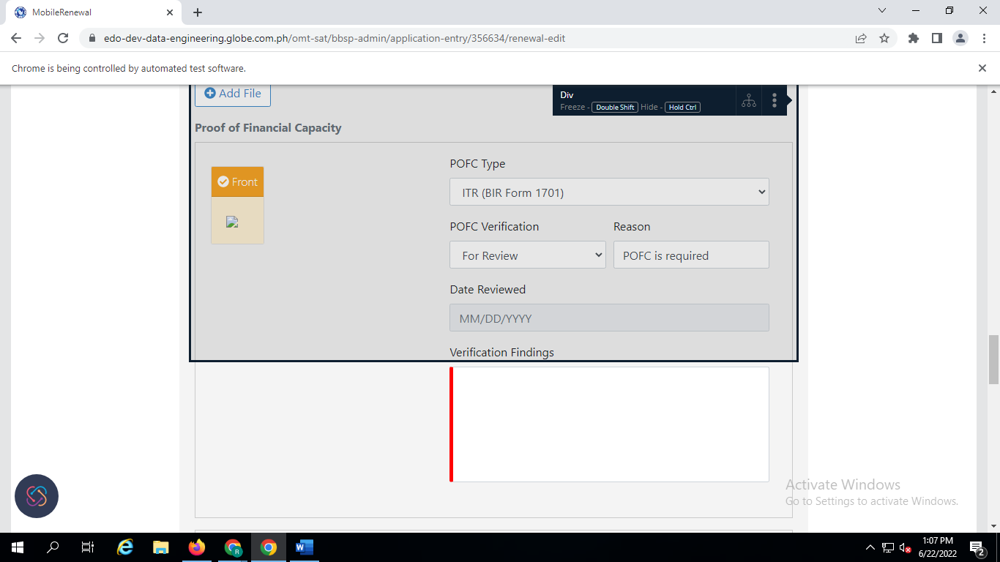 MobileRenewal
edo-dev-data-engineering.globe.com.ph/omt-sat/bbsp-admin/application-entry/356634/renewal-edit
Chrome is being controlled by automated test software.
Add File
Div
Freeze - Double Shift Hide - Hold Ctrl
Proof of Financial Capacity
Front
POFC Type
ITR (BIR Form 1701)
POFC Verification Reason
For Review POFC is required
Date Reviewed
MM/DD/YYYY
Verification Findings
Activate Windows
Go to Settings to activate Windows.
R
W
1:07 PM
6/22/2022
2